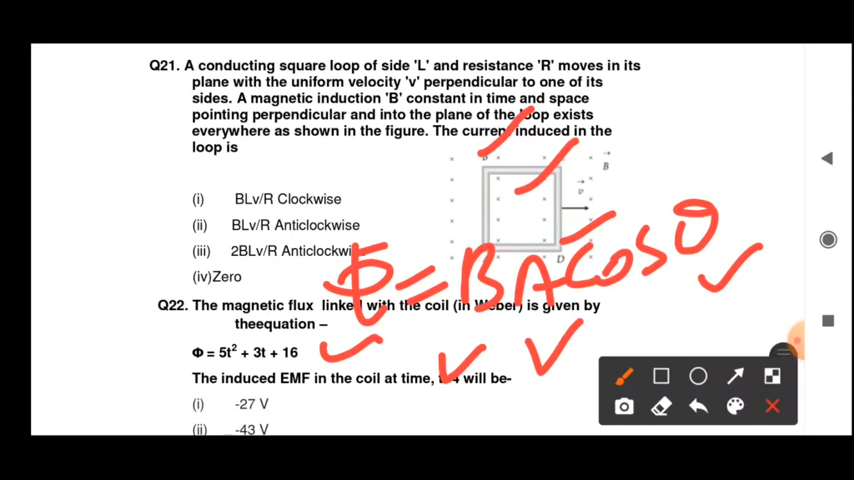 Q21. A conducting square loop of side 'L' and resistance 'R' moves in its
plane with the uniform velocity 'v' perpendicular to one of its
sides. A magnetic induction 'B' constant in time and space
pointing perpendicular and into the plane of the loop exists
everywhere as shown in the figure. The current induced in the
loop is
B
v
D
(i) BLv/R Clockwise
(ii) BLv/R Anticlockwise
(iii) 2BLv/R Anticlockwi
(iv)Zero
Φ = BA cos θ
Q22. The magnetic flux linked with the coil (in Weber) is given by
theequation –
Φ = 5t² + 3t + 16
The induced EMF in the coil at time, 4 will be-
(i) -27 V
(ii) -43 V